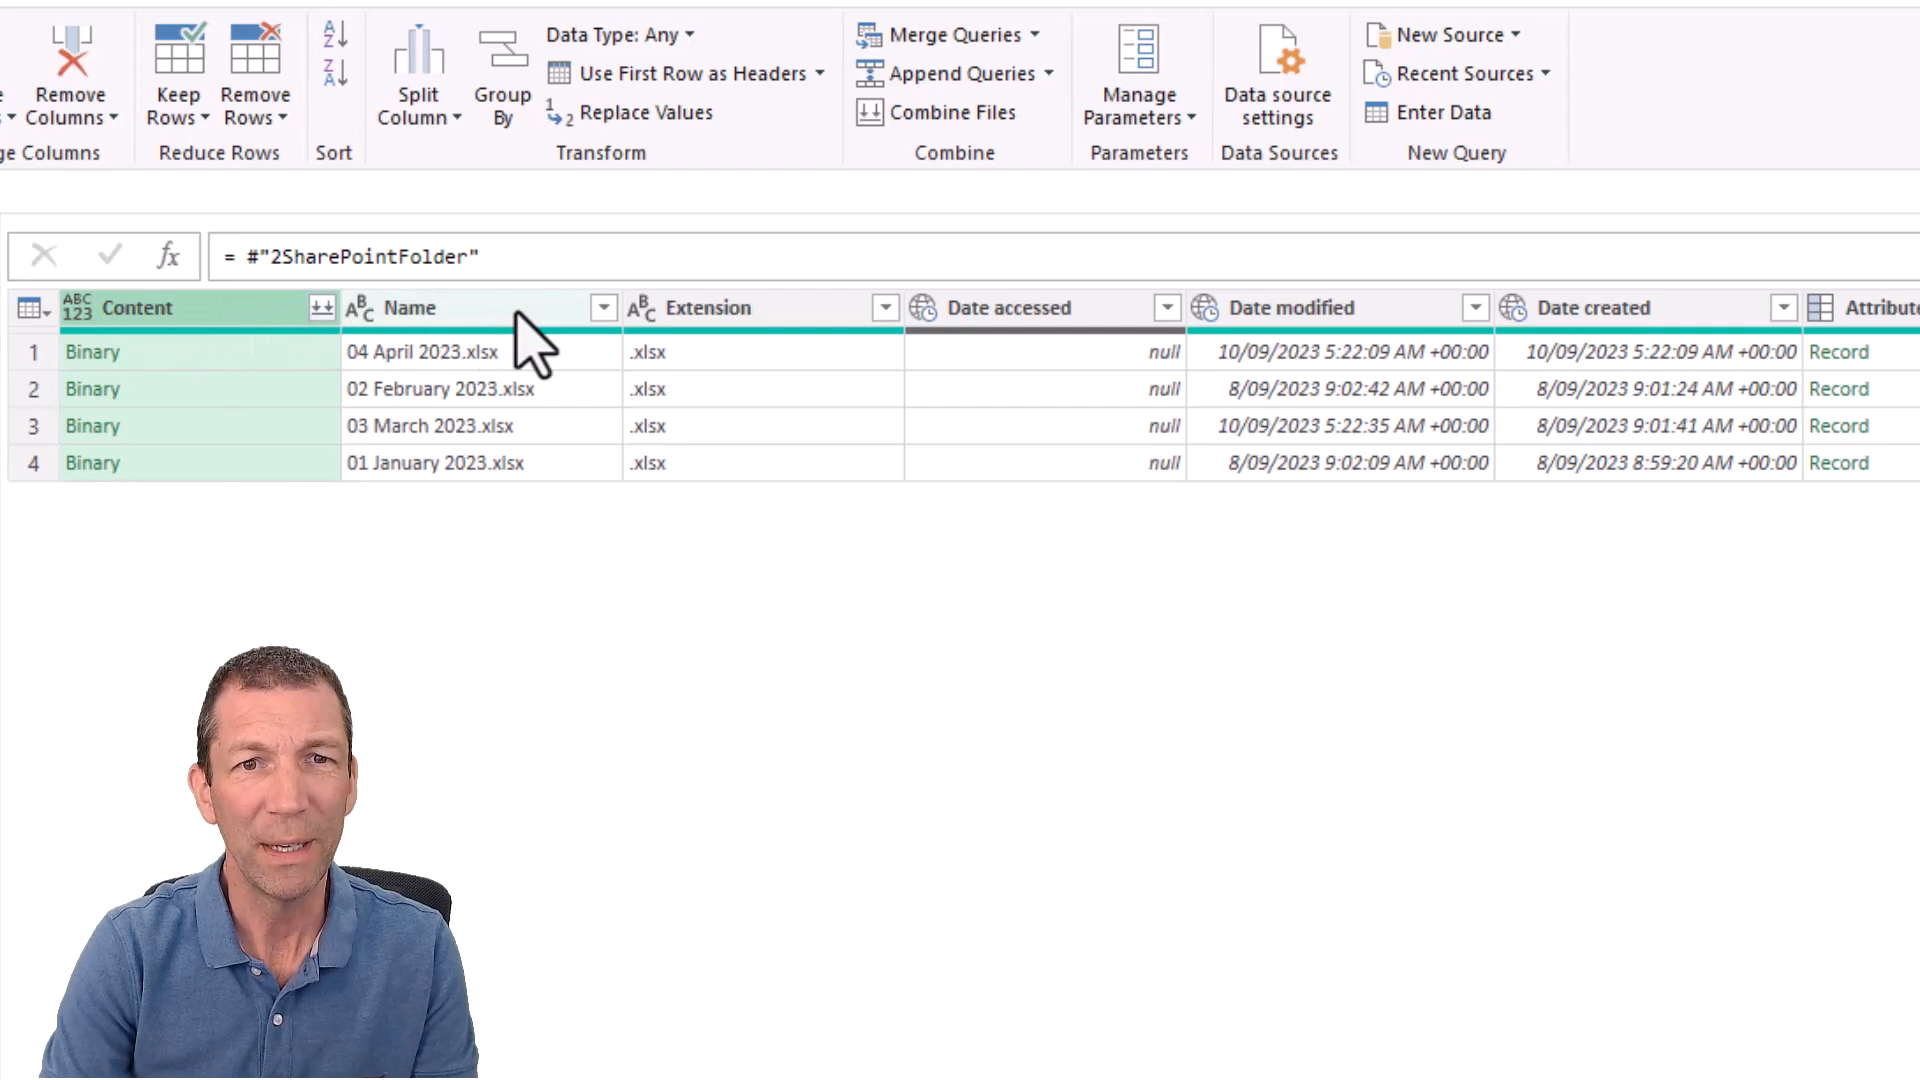 Data Type: Any
Merge Queries
New Source
Use First Row as Headers
Append Queries
Recent Sources
Remove Columns
Keep Rows
Remove Rows
Split Column
Group By
Replace Values
Combine Files
Manage Parameters
Data source settings
Enter Data
ge Columns
Reduce Rows
Sort
Transform
Combine
Parameters
Data Sources
New Query
fx
= #"2SharePointFolder"
ABC 123 Content
ABC Name
ABC Extension
Date accessed
Date modified
Date created
Attribute
1 Binary 04 April 2023.xlsx .xlsx null 10/09/2023 5:22:09 AM +00:00 10/09/2023 5:22:09 AM +00:00 Record
2 Binary 02 February 2023.xlsx .xlsx null 8/09/2023 9:02:42 AM +00:00 8/09/2023 9:01:24 AM +00:00 Record
3 Binary 03 March 2023.xlsx .xlsx null 10/09/2023 5:22:35 AM +00:00 8/09/2023 9:01:41 AM +00:00 Record
4 Binary 01 January 2023.xlsx .xlsx null 8/09/2023 9:02:09 AM +00:00 8/09/2023 8:59:20 AM +00:00 Record